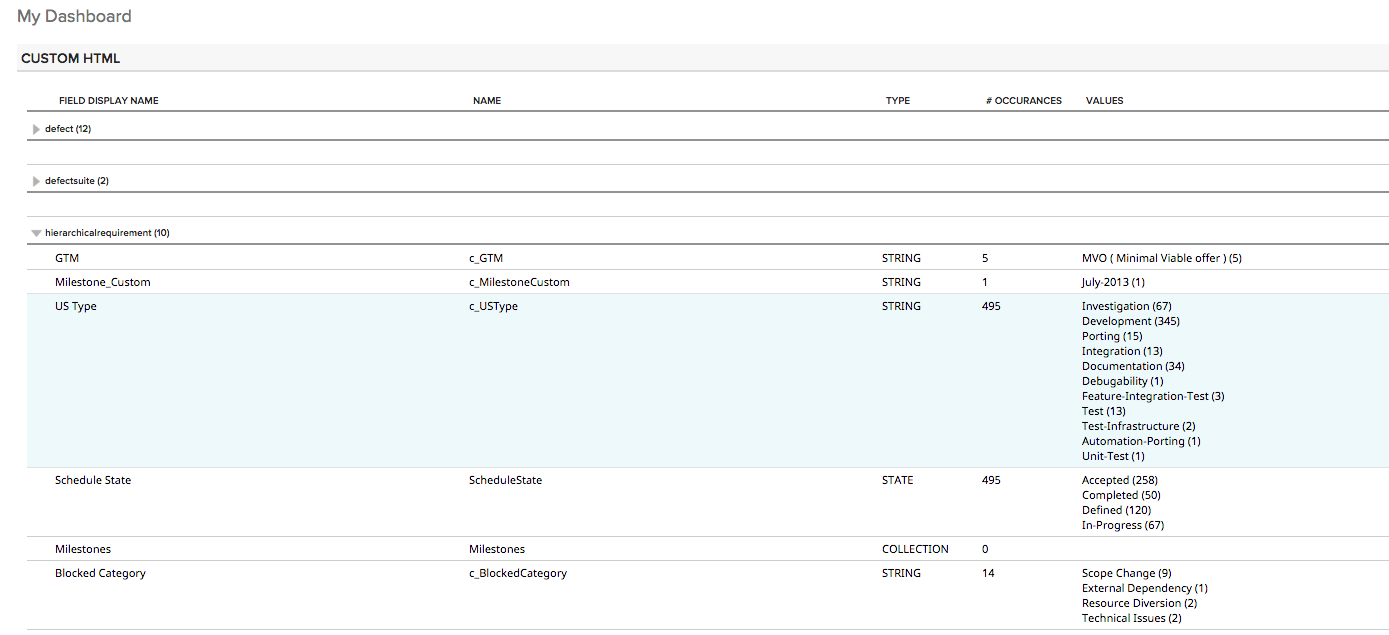 My Dashboard
CUSTOM HTML
FIELD DISPLAY NAME NAME TYPE # OCCURANCES VALUES
defect (12)
defectsuite (2)
hierarchicalrequirement (10)
GTM c_GTM STRING 5 MVO ( Minimal Viable offer ) (5)
Milestone_Custom c_MilestoneCustom STRING 1 July-2013 (1)
US Type c_USType STRING 495 Investigation (67)
Development (345)
Porting (15)
Integration (13)
Documentation (34)
Debugability (1)
Feature-Integration-Test (3)
Test (13)
Test-Infrastructure (2)
Automation-Porting (1)
Unit-Test (1)
Schedule State ScheduleState STATE 495 Accepted (258)
Completed (50)
Defined (120)
In-Progress (67)
Milestones Milestones COLLECTION 0
Blocked Category c_BlockedCategory STRING 14 Scope Change (9)
External Dependency (1)
Resource Diversion (2)
Technical Issues (2)